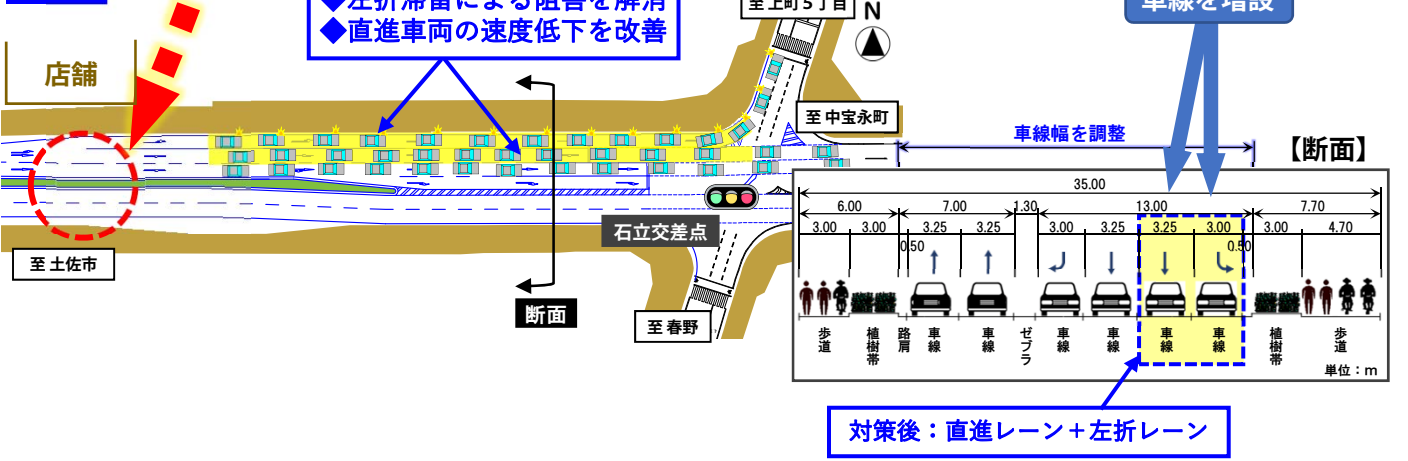 ◆左折滞留による阻害を解消
◆直進車両の速度低下を改善
至 上町5丁目
N
車線を増設
店舗
至 中宝永町
車線幅を調整
【断面】
35.00
6.00 7.00 1.30 13.00 7.70
3.00 3.00 3.25 3.25 3.00 3.25 3.25 3.00 3.00 4.70
0.50 0.50
石立交差点
至 土佐市
断面
至 春野
歩道 植樹帯 路肩 車線 車線 ゼブラ 車線 車線 車線 車線 植樹帯 歩道
単位：m
対策後：直進レーン＋左折レーン